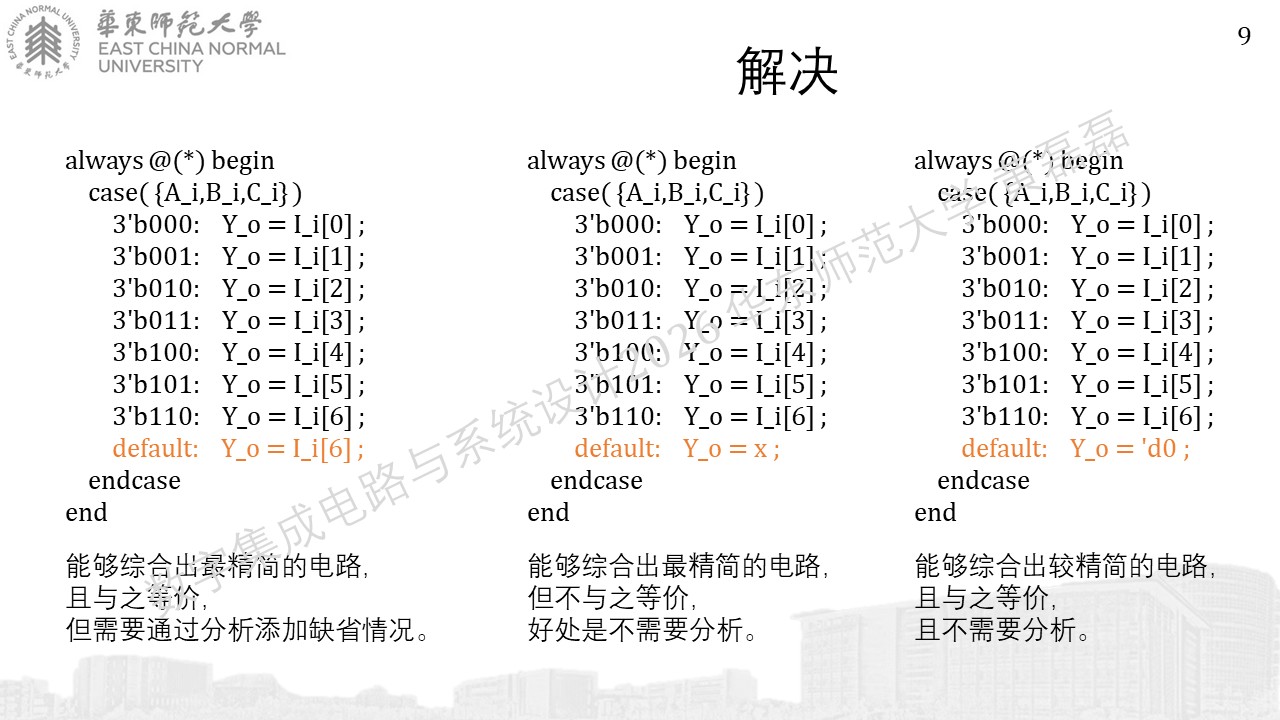 華東師範大學
EAST CHINA NORMAL
UNIVERSITY
EAST CHINA NORMAL UNIVERSITY
華東师范大学
9
解决
always @(*) begin
case( {A_i,B_i,C_i} )
3'b000: Y_o = I_i[0] ;
3'b001: Y_o = I_i[1] ;
3'b010: Y_o = I_i[2] ;
3'b011: Y_o = I_i[3] ;
3'b100: Y_o = I_i[4] ;
3'b101: Y_o = I_i[5] ;
3'b110: Y_o = I_i[6] ;
default: Y_o = I_i[6] ;
endcase
end
能够综合出最精简的电路,
且与之等价,
但需要通过分析添加缺省情况。
always @(*) begin
case( {A_i,B_i,C_i} )
3'b000: Y_o = I_i[0] ;
3'b001: Y_o = I_i[1] ;
3'b010: Y_o = I_i[2] ;
3'b011: Y_o = I_i[3] ;
3'b100: Y_o = I_i[4] ;
3'b101: Y_o = I_i[5] ;
3'b110: Y_o = I_i[6] ;
default: Y_o = x ;
endcase
end
能够综合出最精简的电路,
但不与之等价,
好处是不需要分析。
always @(*) begin
case( {A_i,B_i,C_i} )
3'b000: Y_o = I_i[0] ;
3'b001: Y_o = I_i[1] ;
3'b010: Y_o = I_i[2] ;
3'b011: Y_o = I_i[3] ;
3'b100: Y_o = I_i[4] ;
3'b101: Y_o = I_i[5] ;
3'b110: Y_o = I_i[6] ;
default: Y_o = 'd0 ;
endcase
end
能够综合出较精简的电路,
且与之等价,
且不需要分析。
数字集成电路与系统设计2026 华东师范大学 黄磊磊